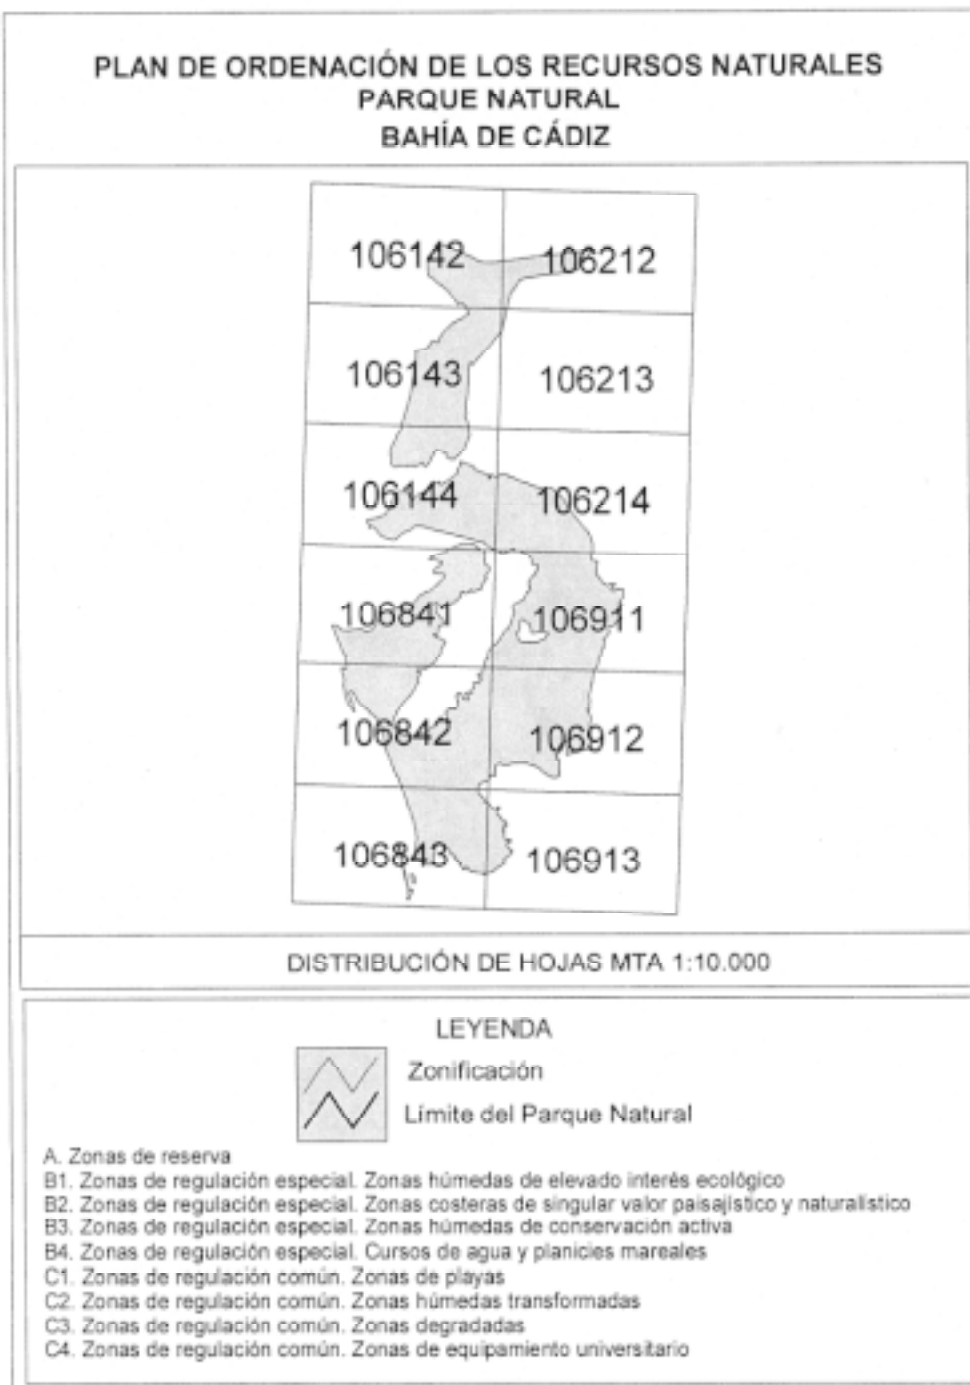 PLAN DE ORDENACIÓN DE LOS RECURSOS NATURALES
PARQUE NATURAL
BAHÍA DE CÁDIZ
106142 106212
106143 106213
106144 106214
106841 106911
106842 106912
106843 106913
DISTRIBUCIÓN DE HOJAS MTA 1:10.000
LEYENDA
Zonificación
Límite del Parque Natural
A. Zonas de reserva
B1. Zonas de regulación especial. Zonas húmedas de elevado interés ecológico
B2. Zonas de regulación especial. Zonas costeras de singular valor paisajístico y naturalístico
B3. Zonas de regulación especial. Zonas húmedas de conservación activa
B4. Zonas de regulación especial. Cursos de agua y planicies mareales
C1. Zonas de regulación común. Zonas de playas
C2. Zonas de regulación común. Zonas húmedas transformadas
C3. Zonas de regulación común. Zonas degradadas
C4. Zonas de regulación común. Zonas de equipamiento universitario